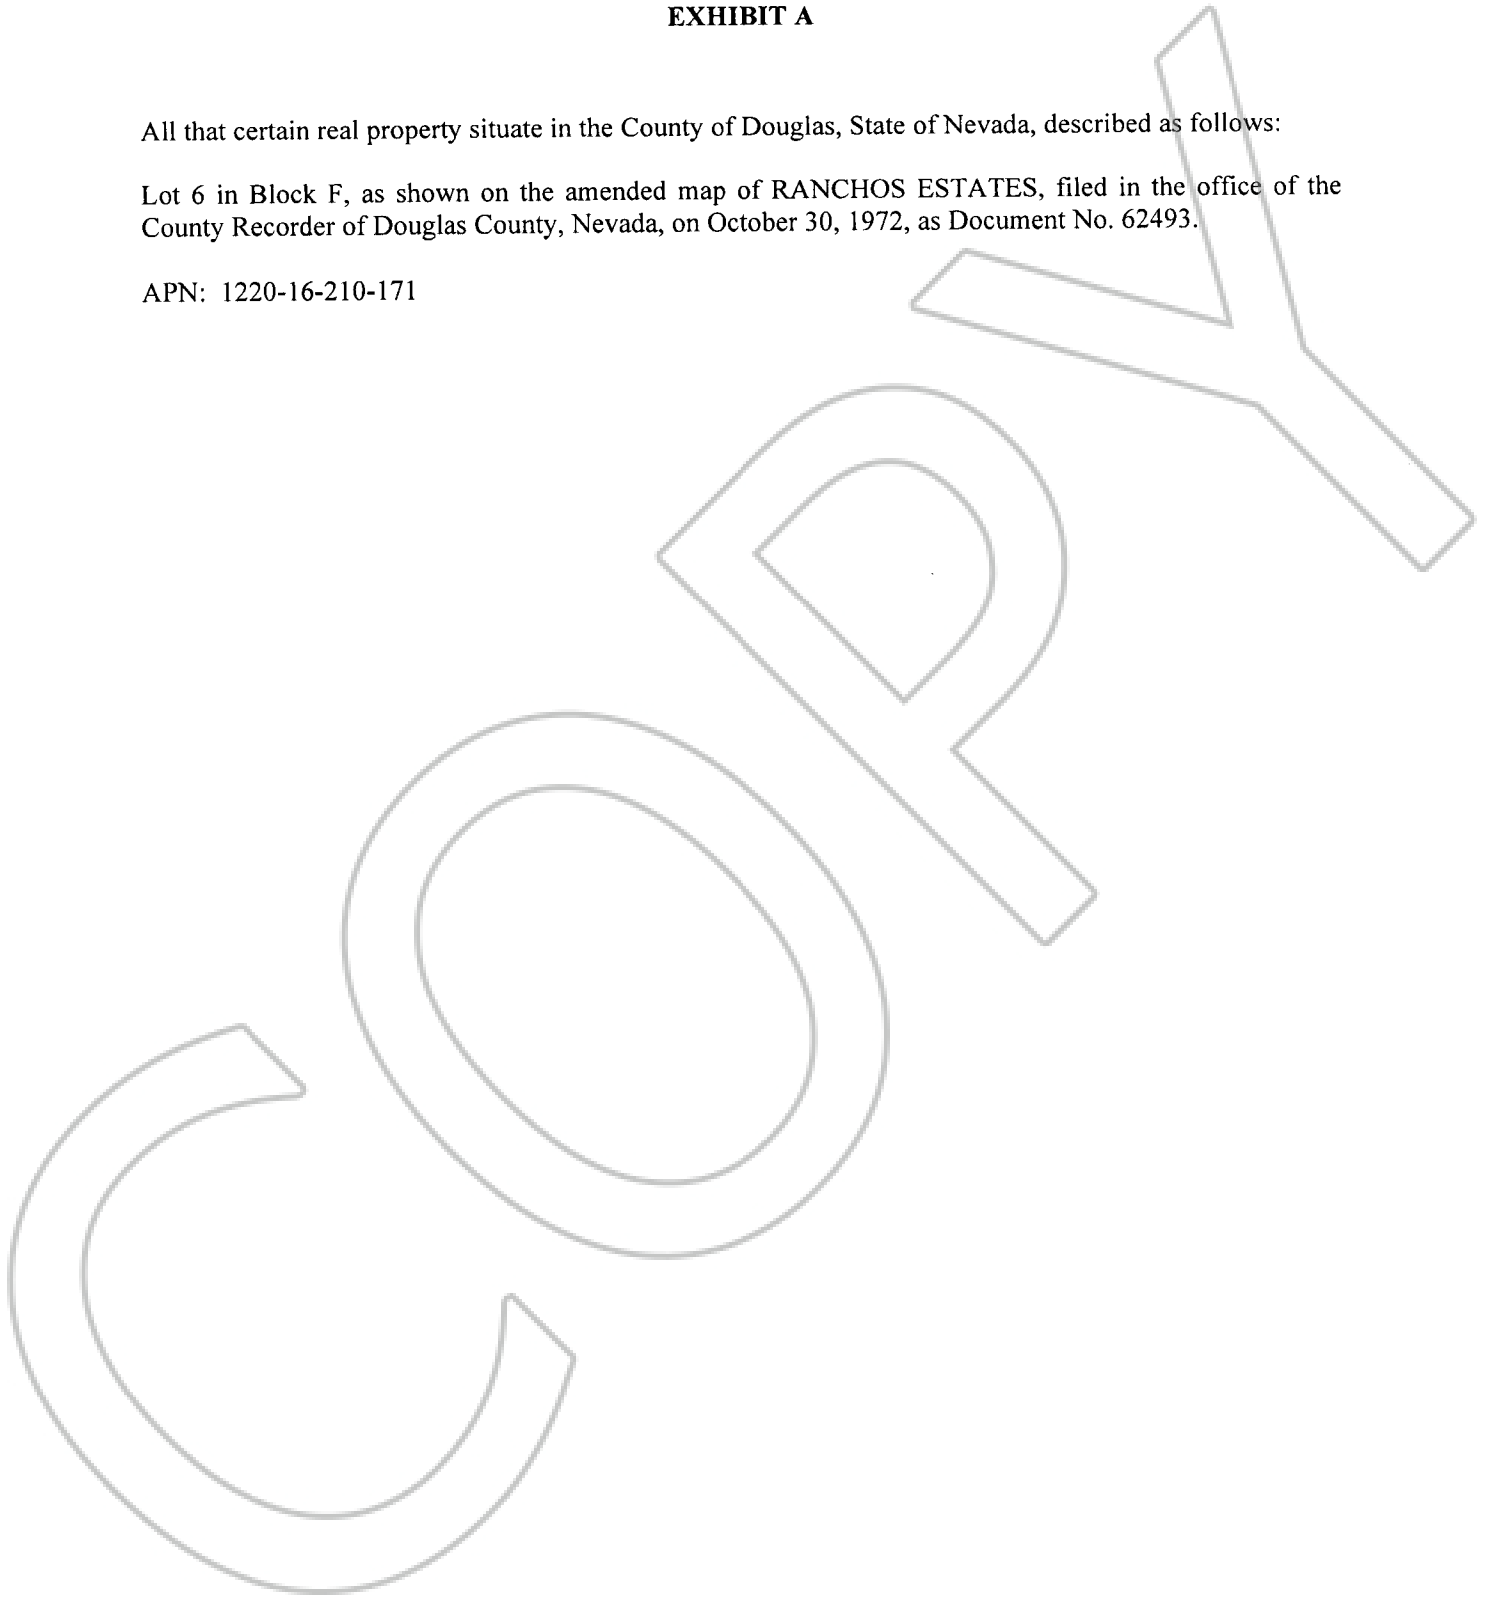 EXHIBIT A
All that certain real property situate in the County of Douglas, State of Nevada, described as follows:
Lot 6 in Block F, as shown on the amended map of RANCHOS ESTATES, filed in the office of the
County Recorder of Douglas County, Nevada, on October 30, 1972, as Document No. 62493.
APN: 1220-16-210-171
COPY